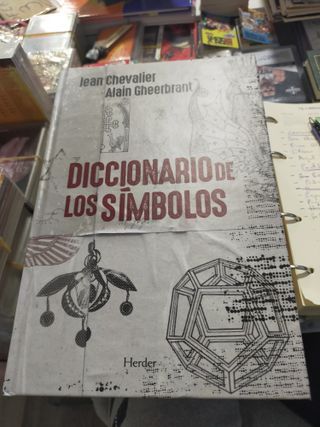 Jean Chevalier
Alain Gheerbrant
DICCIONARIO DE
LOS SÍMBOLOS
Herder